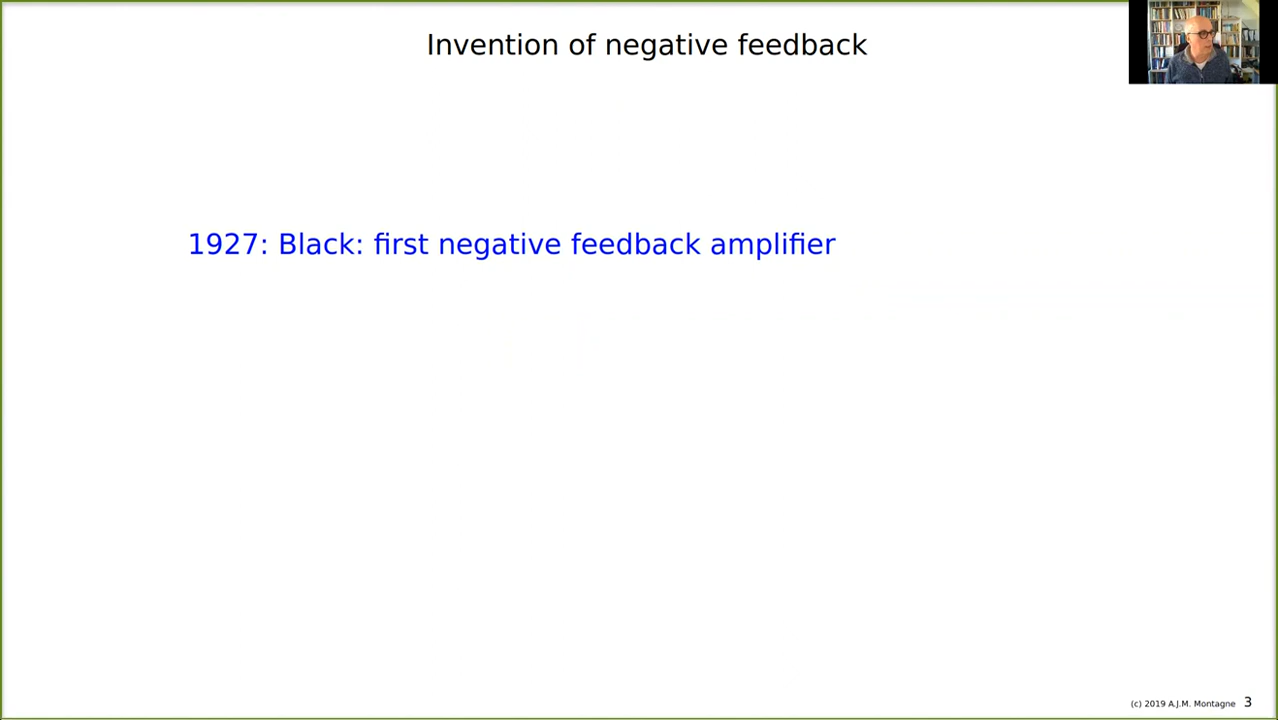 Invention of negative feedback
1927: Black: first negative feedback amplifier
(c) 2019 A.J.M. Montagne 3